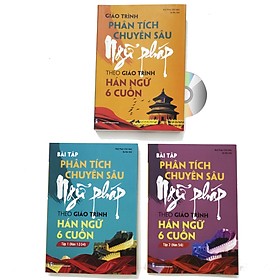 GIÁO TRÌNH
PHÂN TÍCH
CHUYÊN SÂU
Ngữ pháp
THEO GIÁO TRÌNH
HÁN NGỮ
6 CUỐN
BÀI TẬP
PHÂN TÍCH
CHUYÊN SÂU
Ngữ pháp
THEO GIÁO TRÌNH
HÁN NGỮ
6 CUỐN
BÀI TẬP
PHÂN TÍCH
CHUYÊN SÂU
Ngữ pháp
THEO GIÁO TRÌNH
HÁN NGỮ
6 CUỐN